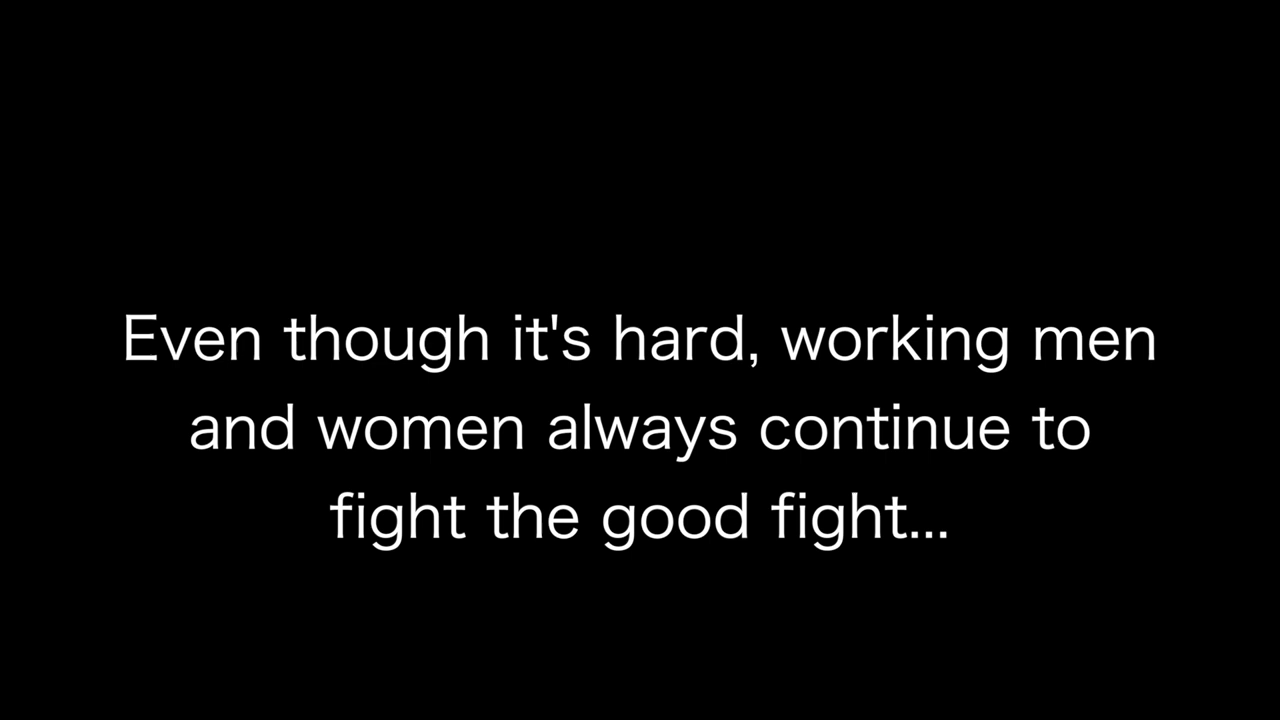 Even though it's hard, working men
and women always continue to
fight the good fight...